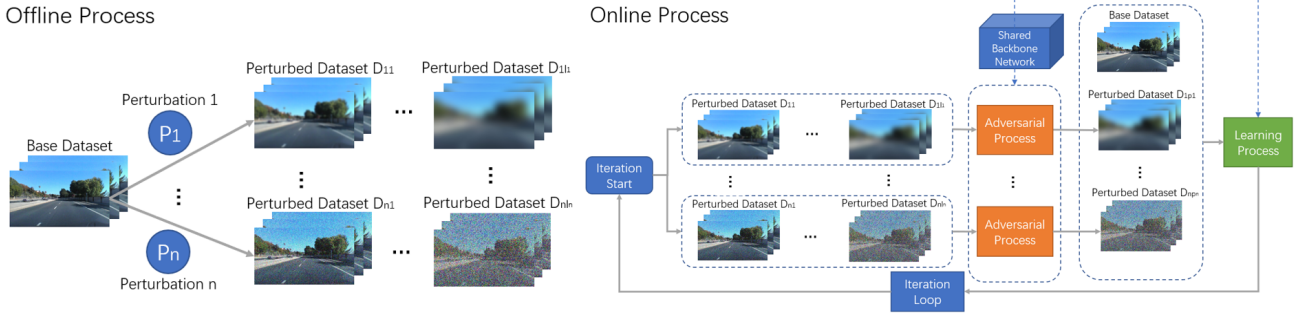 Offline Process
Base Dataset
Perturbation 1
P1
Pn
Perturbation n
Perturbed Dataset D11
...
Perturbed Dataset D1l1
Perturbed Dataset Dn1
...
Perturbed Dataset Dnln
Online Process
Iteration
Start
Perturbed Dataset D11
...
Perturbed Dataset D1l1
Perturbed Dataset Dn1
...
Perturbed Dataset Dnln
Shared
Backbone
Network
Adversarial
Process
Adversarial
Process
Base Dataset
Perturbed Dataset D1p1
Perturbed Dataset Dnpn
Learning
Process
Iteration
Loop